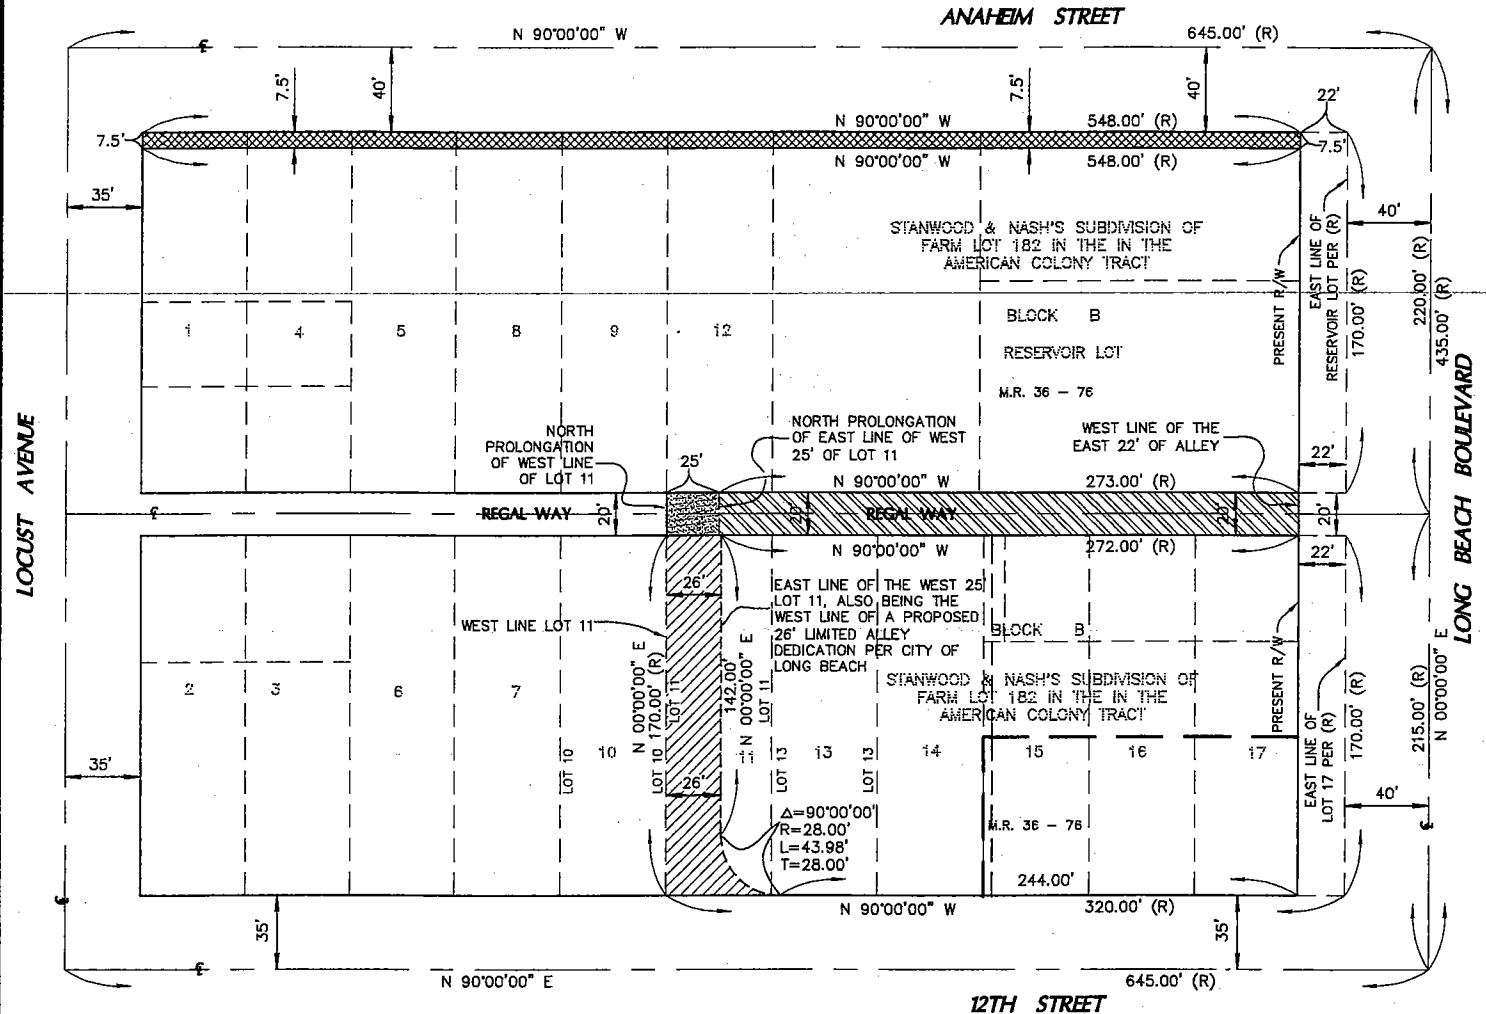 ANAHEIM STREET
N 90°00'00" W
645.00' (R)
7.5'
40'
7.5'
40'
22'
7.5'
N 90°00'00" W
548.00' (R)
7.5'
N 90°00'00" W
548.00' (R)
35'
40'
STANWOOD & NASH'S SUBDIVISION OF
FARM LOT 182 IN THE IN THE
AMERICAN COLONY TRACT
PRESENT R/W
EAST LINE OF
RESERVOIR LOT PER (R)
170.00' (R)
220.00' (R)
435.00' (R)
1
4
5
8
9
12
BLOCK B
RESERVOIR LOT
M.R. 36 - 76
LOCUST AVENUE
LONG BEACH BOULEVARD
NORTH
PROLONGATION
OF WEST LINE
OF LOT 11
25'
NORTH PROLONGATION
OF EAST LINE OF WEST
25' OF LOT 11
WEST LINE OF THE
EAST 22' OF ALLEY
22'
N 90°00'00" W
273.00' (R)
REGAL WAY
20'
20'
REGAL WAY
20'
20'
N 90°00'00" W
272.00' (R)
22'
26'
EAST LINE OF THE WEST 25
LOT 11, ALSO BEING THE
WEST LINE OF A PROPOSED
26' LIMITED ALLEY
DEDICATION PER CITY OF
LONG BEACH
WEST LINE LOT 11
N 00°00'00" E
170.00' (R)
LOT 11
142.00'
N 00°00'00" E
LOT 11
BLOCK B
STANWOOD & NASH'S SUBDIVISION OF
FARM LOT 182 IN THE IN THE
AMERICAN COLONY TRACT
PRESENT R/W
EAST LINE OF
LOT 17 PER (R)
170.00' (R)
215.00' (R)
N 00°00'00" E
2
3
6
7
LOT 10
10
LOT 10
11
LOT 13
13
LOT 13
14
15
16
17
35'
26'
40'
Δ=90°00'00'
R=28.00'
L=43.98'
T=28.00'
M.R. 36 - 76
244.00'
N 90°00'00" W
320.00' (R)
35'
35'
N 90°00'00" E
645.00' (R)
12TH STREET